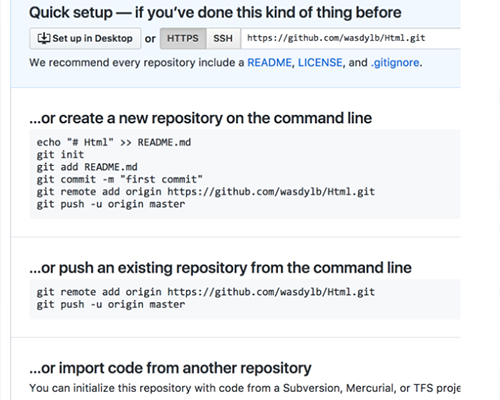 Quick setup — if you’ve done this kind of thing before
Set up in Desktop or HTTPS SSH https://github.com/wasdylb/Html.git
We recommend every repository include a README, LICENSE, and .gitignore.
...or create a new repository on the command line
echo "# Html" >> README.md
git init
git add README.md
git commit -m "first commit"
git remote add origin https://github.com/wasdylb/Html.git
git push -u origin master
...or push an existing repository from the command line
git remote add origin https://github.com/wasdylb/Html.git
git push -u origin master
...or import code from another repository
You can initialize this repository with code from a Subversion, Mercurial, or TFS proje